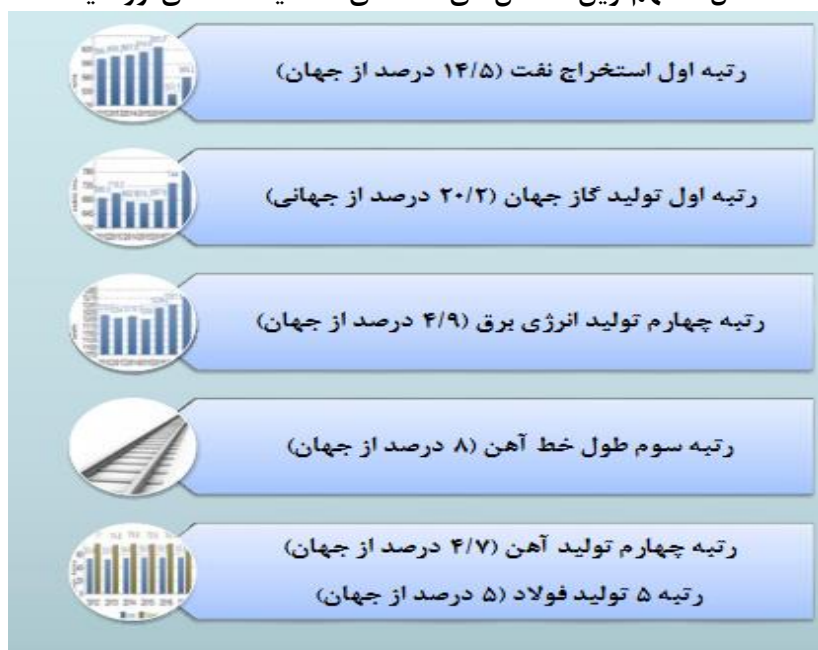 رتبه اول استخراج نفت (۱۴/۵ درصد از جهان)
رتبه اول تولید گاز جهان (۲۰/۲ درصد از جهانی)
رتبه چهارم تولید انرژی برق (۴/۹ درصد از جهان)
رتبه سوم طول خط آهن (۸ درصد از جهان)
رتبه چهارم تولید آهن (۴/۷ درصد از جهان)
رتبه ۵ تولید فولاد (۵ درصد از جهان)